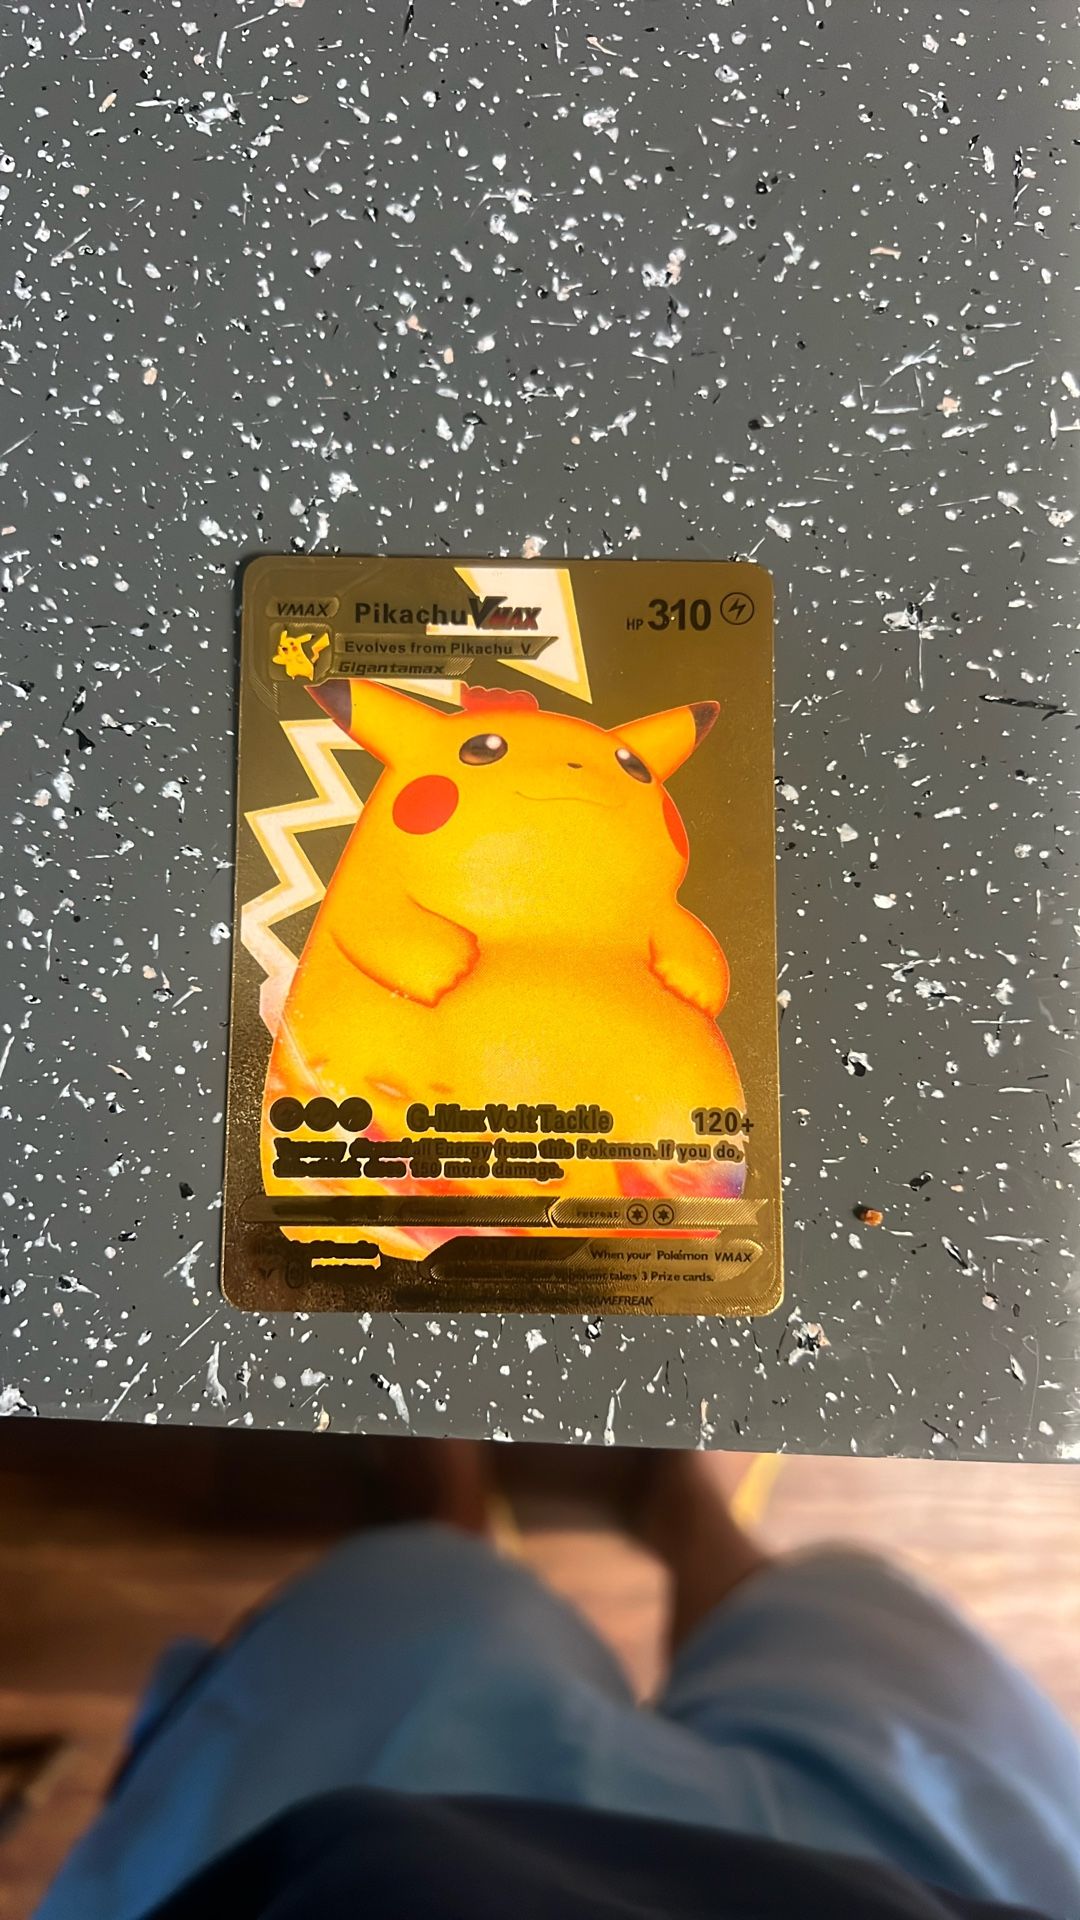 VMAX
Pikachu VMAX
HP 310
Evolves from Pikachu V
Gigantamax
G-Max Volt Tackle 120+
all Energy from this Pokemon. If you do,
150 more damage.
retreat
When your Pokémon VMAX
takes 3 Prize cards.
GAMEFREAK